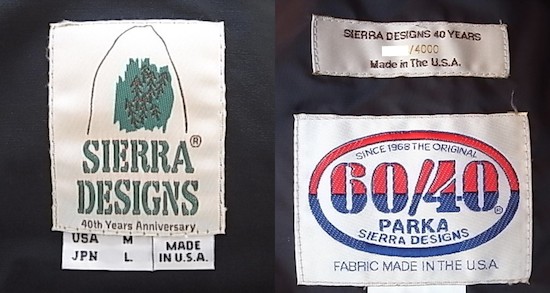 SIERRA®
DESIGNS
40th Years Anniversary
USA M
JPN L.
MADE
IN U.S.A.
SIERRA DESIGNS 40 YEARS
/4000
Made in The U.S.A.
SINCE 1968 THE ORIGINAL
60/40®
PARKA
SIERRA DESIGNS
FABRIC MADE IN THE U.S.A